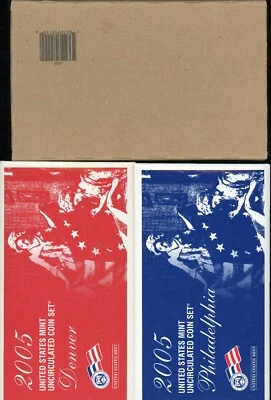 2005
UNITED STATES MINT
UNCIRCULATED COIN SET®
Denver
UNITED STATES MINT
2005
UNITED STATES MINT
UNCIRCULATED COIN SET®
Philadelphia
UNITED STATES MINT